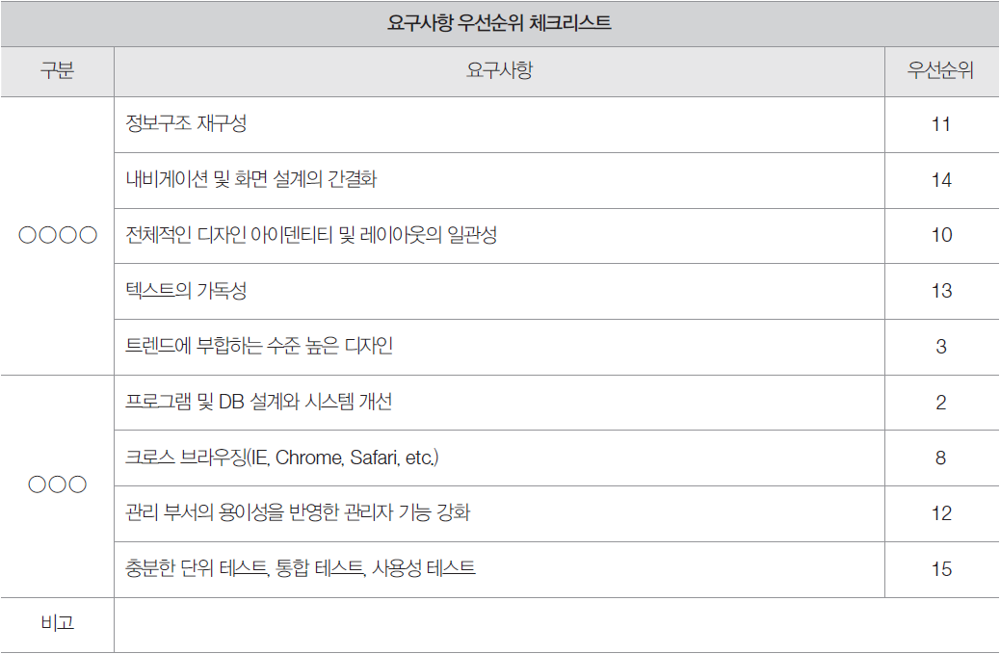 요구사항 우선순위 체크리스트
구분 요구사항 우선순위
정보구조 재구성 11
내비게이션 및 화면 설계의 간결화 14
○○○○ 전체적인 디자인 아이덴티티 및 레이아웃의 일관성 10
텍스트의 가독성 13
트렌드에 부합하는 수준 높은 디자인 3
프로그램 및 DB 설계와 시스템 개선 2
크로스 브라우징(IE, Chrome, Safari, etc.) 8
○○○
관리 부서의 용이성을 반영한 관리자 기능 강화 12
충분한 단위 테스트, 통합 테스트, 사용성 테스트 15
비고